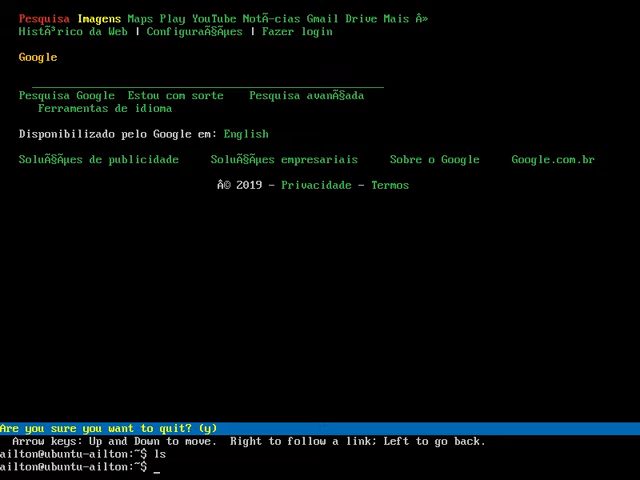 Pesquisa Imagens Maps Play YouTube NotÃ­cias Gmail Drive Mais Â»
HistÃ³rico da Web | ConfiguraÃ§Ãµes | Fazer login
Google
____________________________________________
Pesquisa Google Estou com sorte Pesquisa avanÃ§ada
Ferramentas de idioma
Disponibilizado pelo Google em: English
SoluÃ§Ãµes de publicidade SoluÃ§Ãµes empresariais Sobre o Google Google.com.br
Â© 2019 - Privacidade - Termos
Are you sure you want to quit? (y)
Arrow keys: Up and Down to move. Right to follow a link; Left to go back.
ailton@ubuntu-ailton:~$ ls
ailton@ubuntu-ailton:~$ _